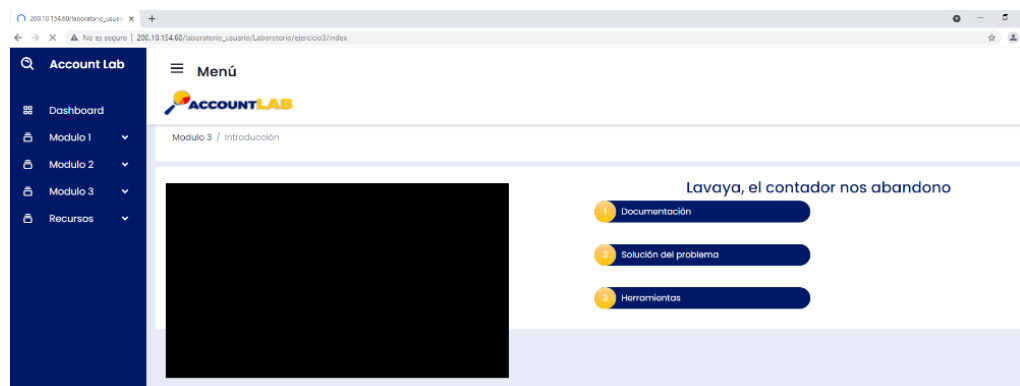 200.10.154.60/laboratorio_usuari
No es seguro | 200.10.154.60/laboratorio_usuario/Laboratorio/ejercicio3/index
Account Lab
Menú
ACCOUNTLAB
Dashboard
Modulo 1
Modulo 2
Modulo 3
Recursos
Modulo 3 / Introducción
Lavaya, el contador nos abandono
1 Documentación
2 Solución del problema
3 Herramientas